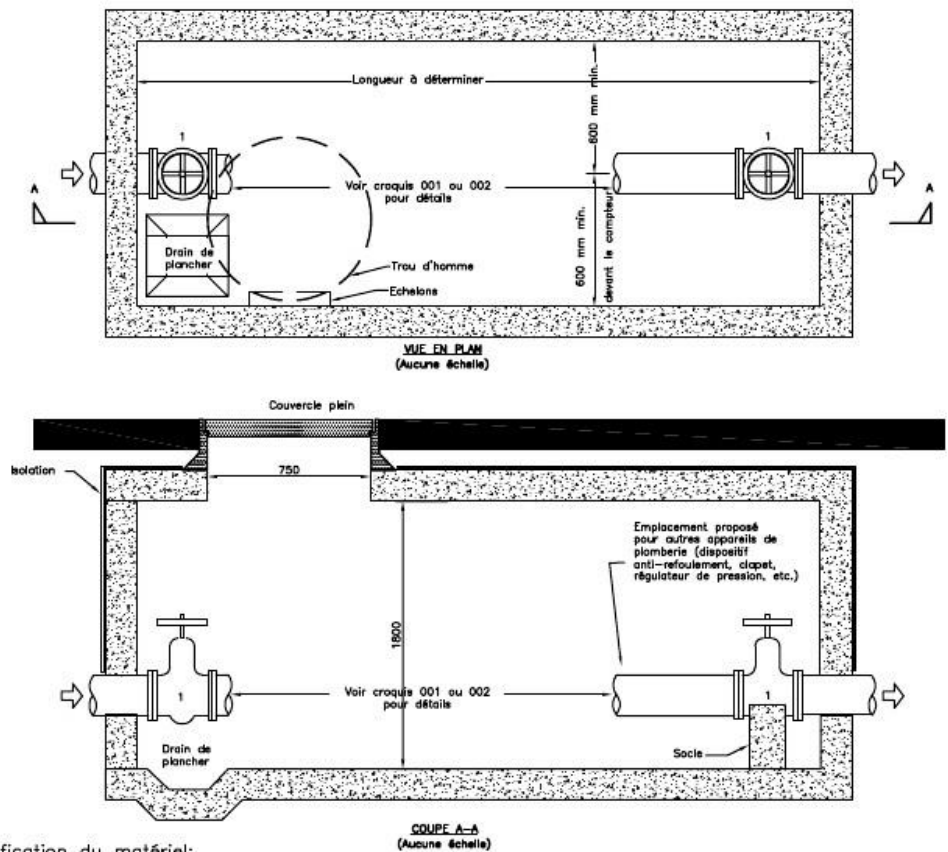 Longueur à déterminer
600 mm min.
1
1
A
A
Voir croquis 001 ou 002
pour détails
600 mm min.
devant le compteur
Drain de
plancher
Trou d'homme
Echelons
VUE EN PLAN
(Aucune échelle)
Couvercle plein
Isolation
750
Emplacement proposé
pour autres appareils de
plomberie (dispositif
anti-refoulement, clapet,
régulateur de pression, etc.)
1800
1
1
Voir croquis 001 ou 002
pour détails
Drain de
plancher
Socle
COUPE A-A
(Aucune échelle)